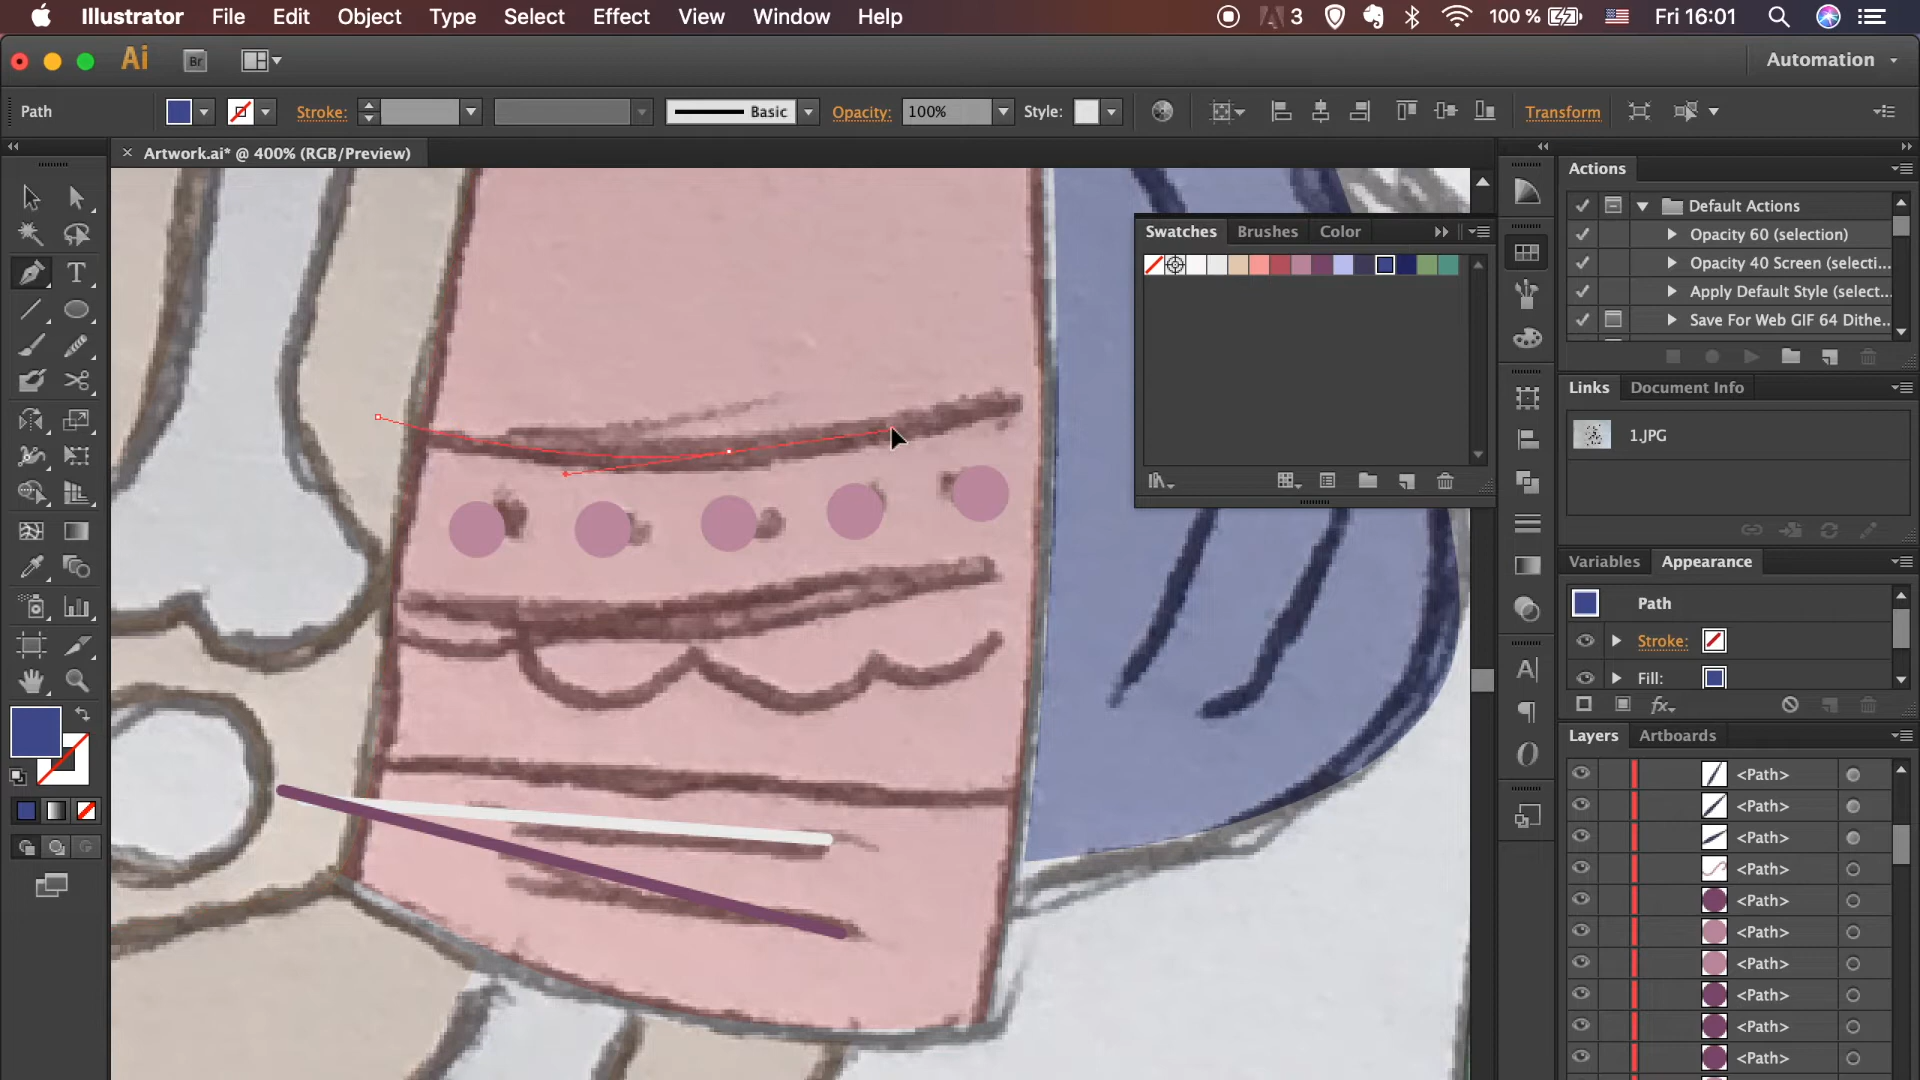 Illustrator File Edit Object Type Select Effect View Window Help 3 100 % Fri 16:01
Ai Br Automation
Path Stroke: Basic Opacity: 100% Style: Transform
× Artwork.ai* @ 400% (RGB/Preview)
Actions
Default Actions
Opacity 60 (selection)
Opacity 40 Screen (selecti...
Apply Default Style (select...
Save For Web GIF 64 Dithe...
Swatches Brushes Color
Links Document Info
1.JPG
Variables Appearance
Path
Stroke:
Fill:
fx
Layers Artboards
<Path>
<Path>
<Path>
<Path>
<Path>
<Path>
<Path>
<Path>
<Path>
<Path>